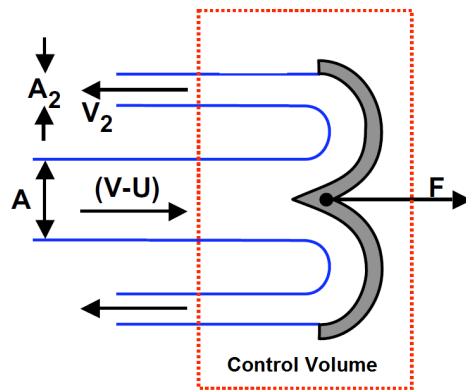 A₂
V₂
A
(V-U)
F
Control Volume